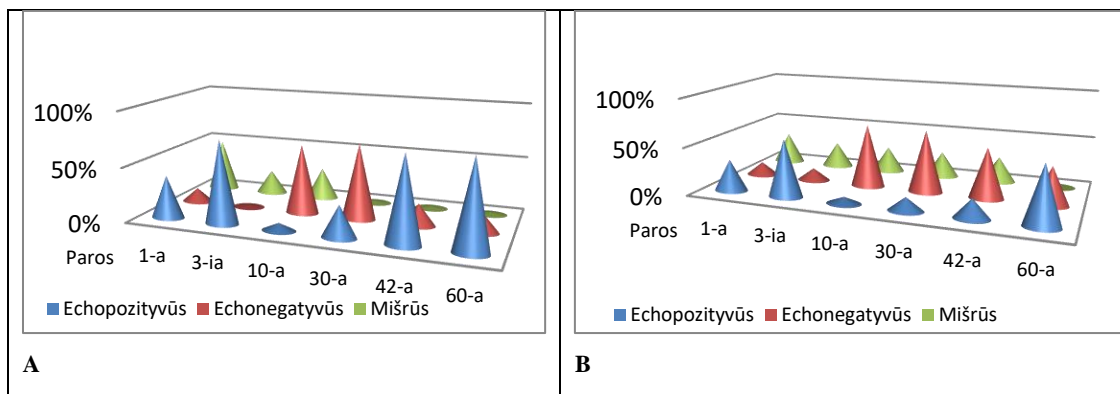 100%
50%
0%
Paros 1-a 3-ia 10-a 30-a 42-a 60-a
Echopozityvūs Echonegatyvūs Mišrūs
A
100%
50%
0%
Paros 1-a 3-ia 10-a 30-a 42-a 60-a
Echopozityvūs Echonegatyvūs Mišrūs
B